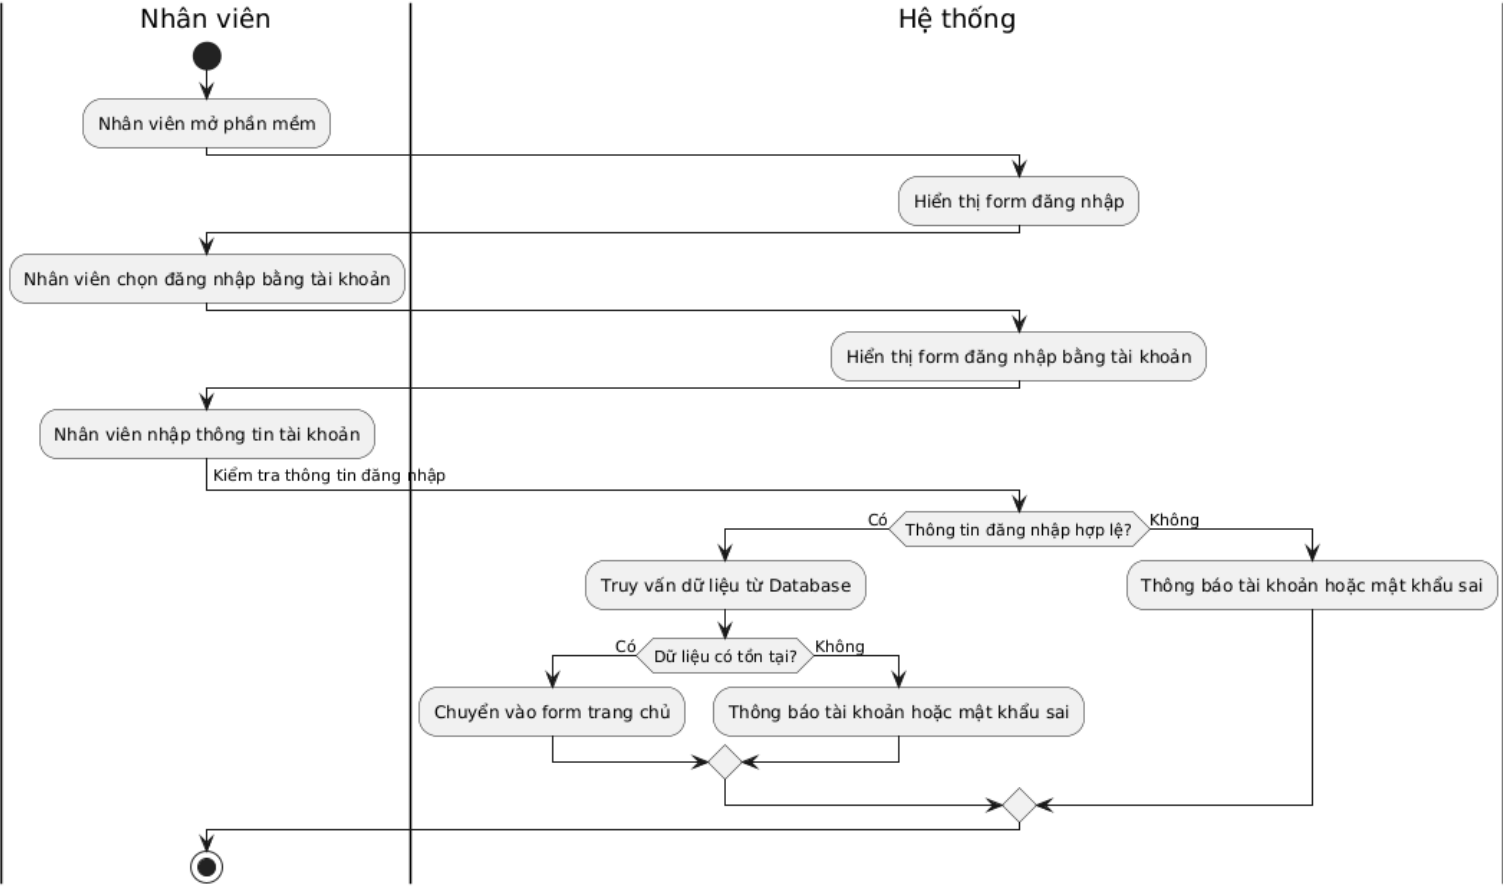 Nhân viên
Hệ thống
Nhân viên mở phần mềm
Hiển thị form đăng nhập
Nhân viên chọn đăng nhập bằng tài khoản
Hiển thị form đăng nhập bằng tài khoản
Nhân viên nhập thông tin tài khoản
Kiểm tra thông tin đăng nhập
Có
Thông tin đăng nhập hợp lệ?
Không
Truy vấn dữ liệu từ Database
Thông báo tài khoản hoặc mật khẩu sai
Có
Dữ liệu có tồn tại?
Không
Chuyển vào form trang chủ
Thông báo tài khoản hoặc mật khẩu sai